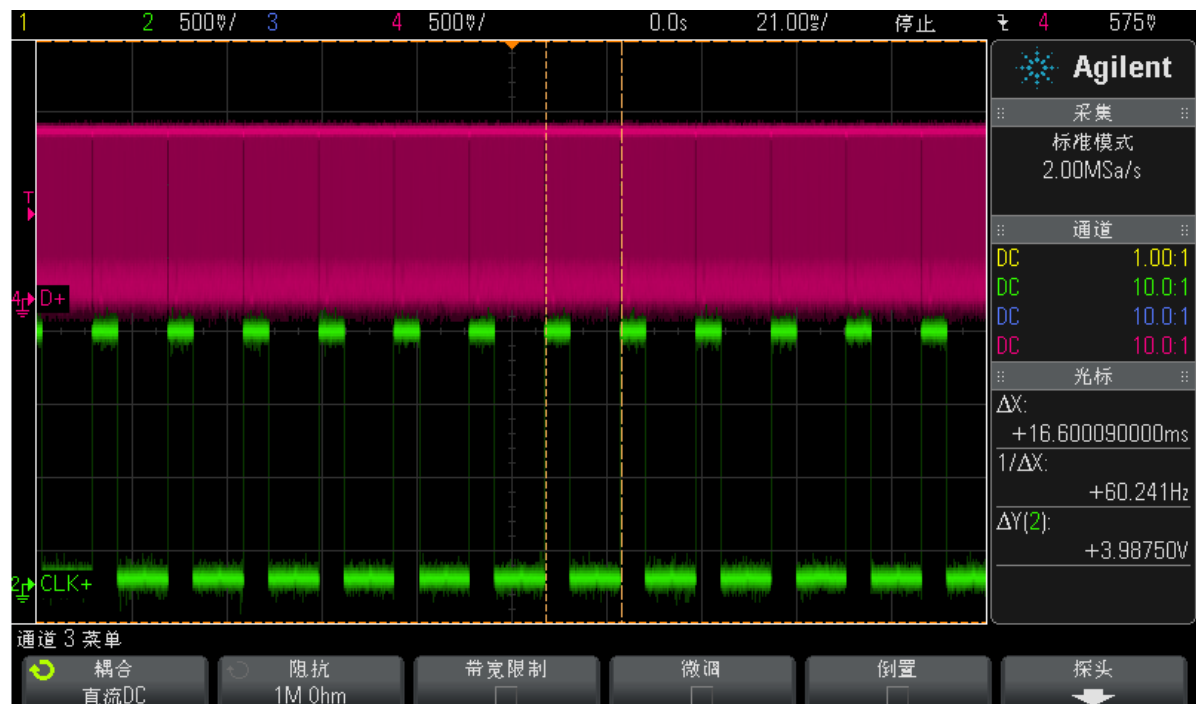 1 2 500㎷/ 3 4 500㎷/ 0.0s 21.00㎳/ 停止 4 575㎷
Agilent
采集
标准模式
2.00MSa/s
通道
DC 1.00:1
DC 10.0:1
DC 10.0:1
DC 10.0:1
光标
ΔX:
+16.600090000ms
1/ΔX:
+60.241Hz
ΔY(2):
+3.98750V
T
4 D+
2 CLK+
通道 3 菜单
耦合 阻抗 带宽限制 微调 倒置 探头
直流DC 1M Ohm